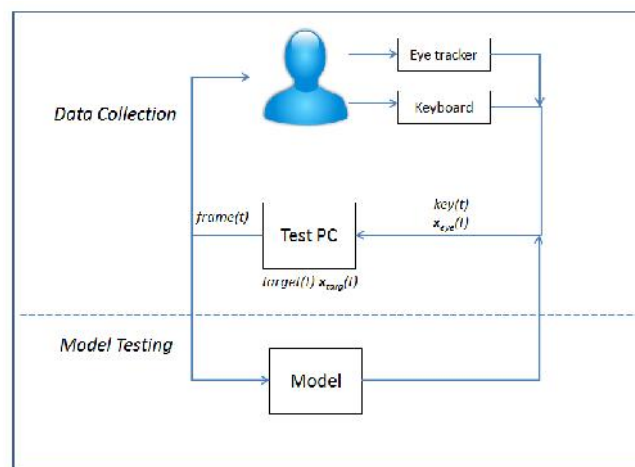 Eye tracker
Data Collection
Keyboard
key(t)
frame(t)
x_eye(t)
Test PC
target(t) x_targ(t)
Model Testing
Model